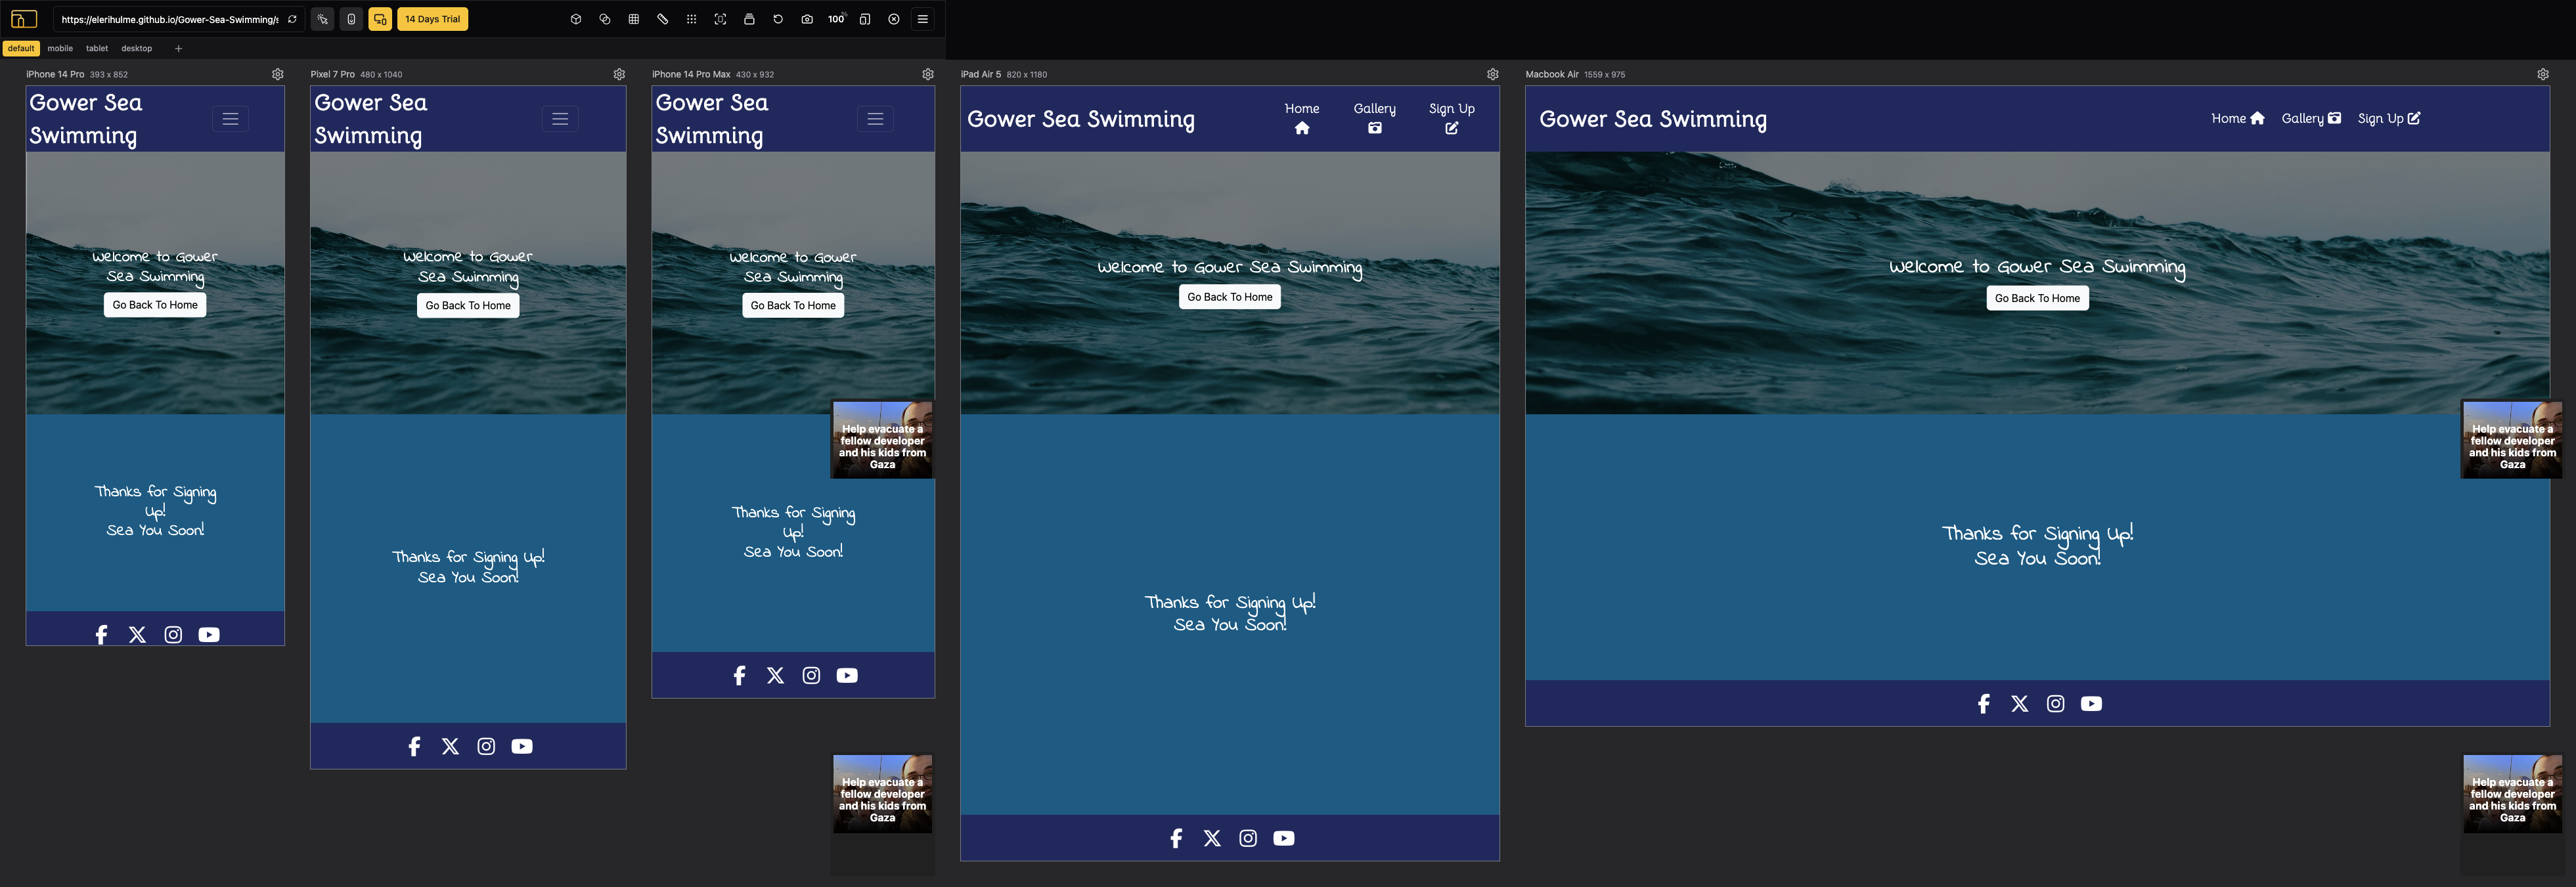 https://elerihulme.github.io/Gower-Sea-Swimming/s
14 Days Trial
100%
default
mobile
tablet
desktop
iPhone 14 Pro 393 x 852
Gower Sea
Swimming
Welcome to Gower
Sea Swimming
Go Back To Home
Thanks for Signing
Up!
Sea You Soon!
Pixel 7 Pro 480 x 1040
Gower Sea
Swimming
Welcome to Gower
Sea Swimming
Go Back To Home
Thanks for Signing Up!
Sea You Soon!
iPhone 14 Pro Max 430 x 932
Gower Sea
Swimming
Welcome to Gower
Sea Swimming
Go Back To Home
Help evacuate a
fellow developer
and his kids from
Gaza
Thanks for Signing
Up!
Sea You Soon!
Help evacuate a
fellow developer
and his kids from
Gaza
iPad Air 5 820 x 1180
Gower Sea Swimming
Home
Gallery
Sign Up
Welcome to Gower Sea Swimming
Go Back To Home
Thanks for Signing Up!
Sea You Soon!
Macbook Air 1559 x 975
Gower Sea Swimming
Home
Gallery
Sign Up
Welcome to Gower Sea Swimming
Go Back To Home
Help evacuate a
fellow developer
and his kids from
Gaza
Thanks for Signing Up!
Sea You Soon!
Help evacuate a
fellow developer
and his kids from
Gaza